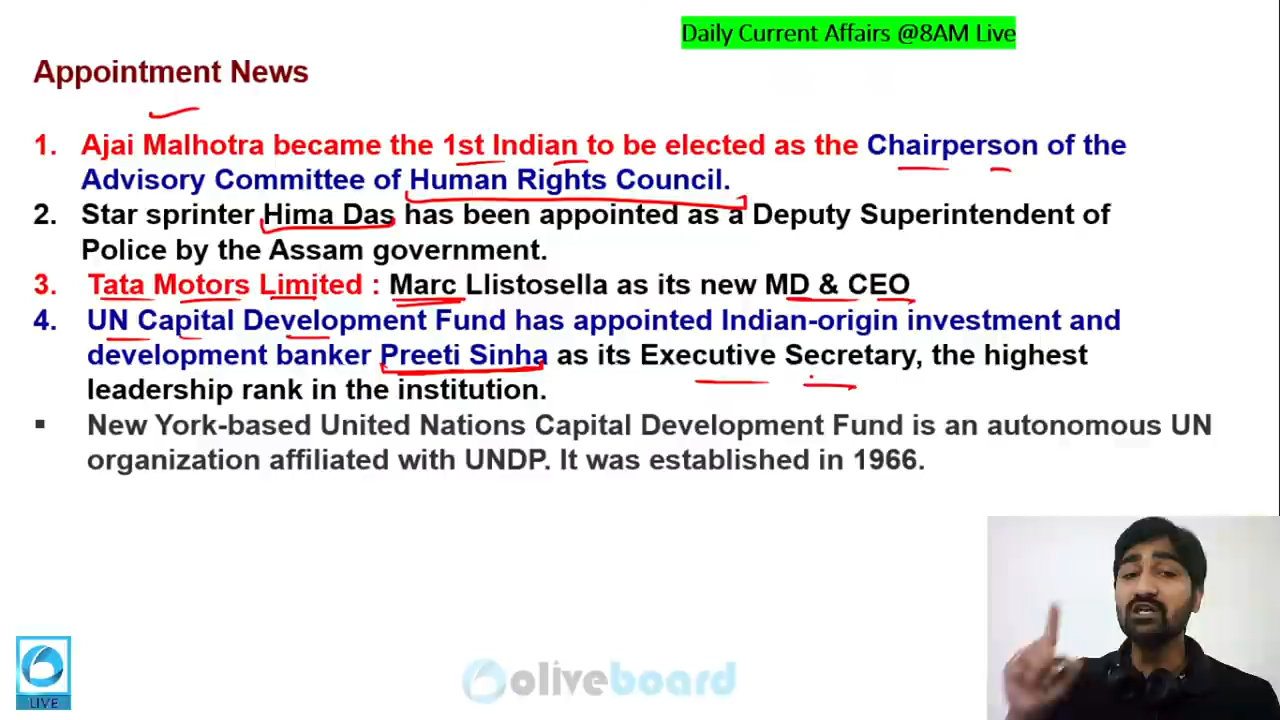 Daily Current Affairs @8AM Live
Appointment News
1. Ajai Malhotra became the 1st Indian to be elected as the Chairperson of the
Advisory Committee of Human Rights Council.
2. Star sprinter Hima Das has been appointed as a Deputy Superintendent of
Police by the Assam government.
3. Tata Motors Limited : Marc Llistosella as its new MD & CEO
4. UN Capital Development Fund has appointed Indian-origin investment and
development banker Preeti Sinha as its Executive Secretary, the highest
leadership rank in the institution.
▪ New York-based United Nations Capital Development Fund is an autonomous UN
organization affiliated with UNDP. It was established in 1966.
LIVE
oliveboard